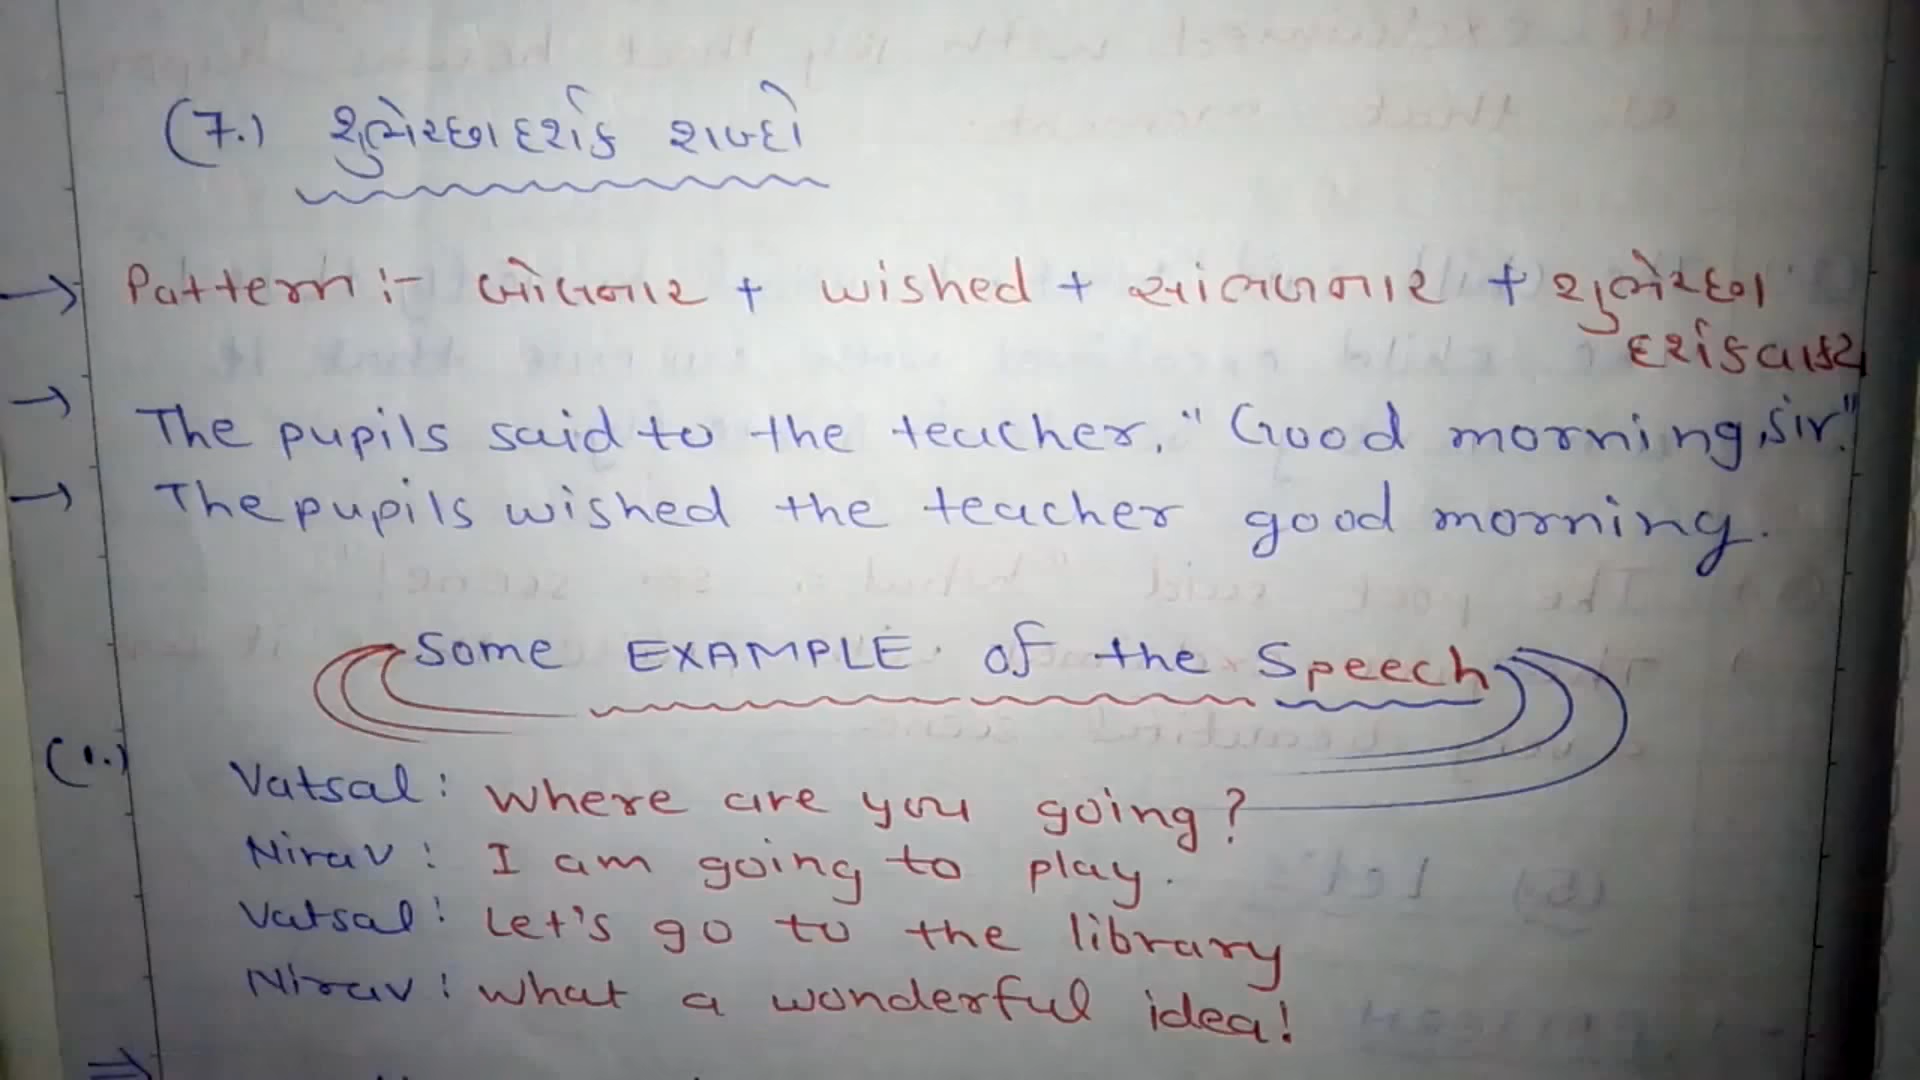 (7.) શુભેચ્છાદર્શક શબ્દો
→ Pattern :- બોલનાર + wished + સાંભળનાર + શુભેચ્છા
દર્શકવાક્ય
→ The pupils said to the teacher, "Good morning, sir."
→ The pupils wished the teacher good morning.
Some EXAMPLE of the Speech
(1.)
Vatsal : Where are you going?
Nirav : I am going to play.
Vatsal : Let's go to the library
Nirav : What a wonderful idea!